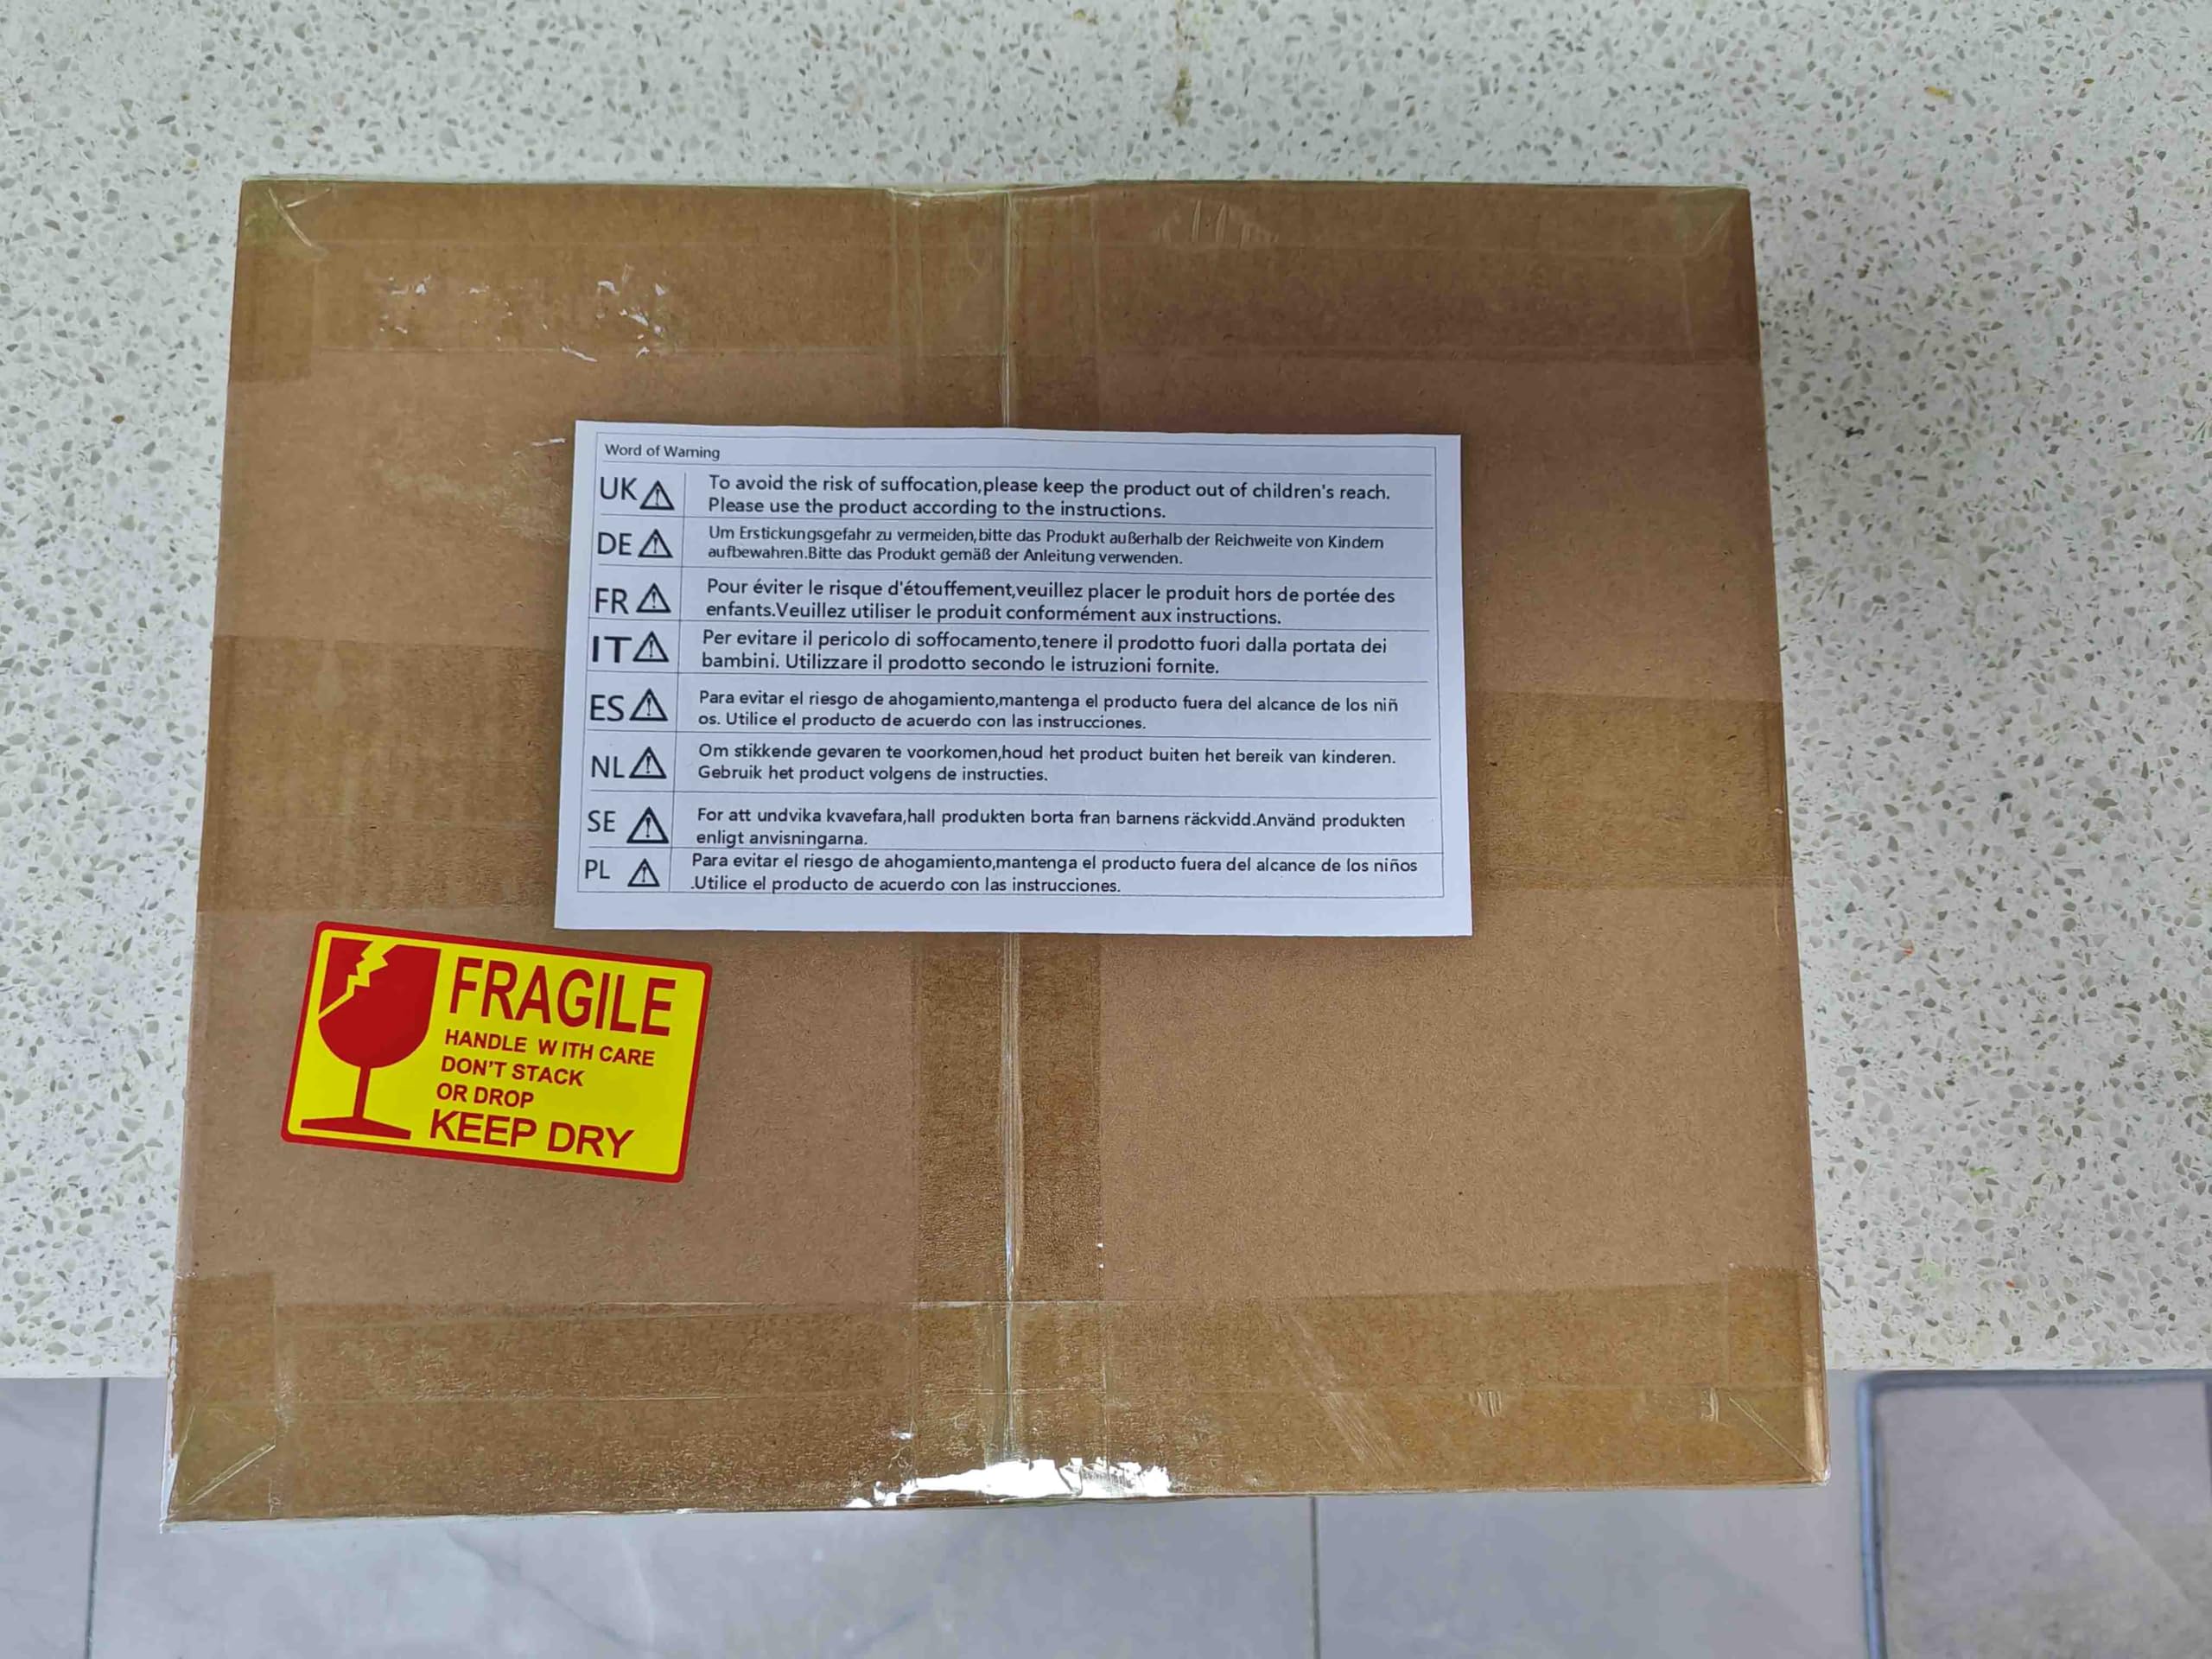 Word of Warning
UK To avoid the risk of suffocation,please keep the product out of children's reach.
Please use the product according to the instructions.
DE Um Erstickungsgefahr zu vermeiden,bitte das Produkt außerhalb der Reichweite von Kindern
aufbewahren.Bitte das Produkt gemäß der Anleitung verwenden.
FR Pour éviter le risque d'étouffement,veuillez placer le produit hors de portée des
enfants.Veuillez utiliser le produit conformément aux instructions.
IT Per evitare il pericolo di soffocamento,tenere il prodotto fuori dalla portata dei
bambini. Utilizzare il prodotto secondo le istruzioni fornite.
ES Para evitar el riesgo de ahogamiento,mantenga el producto fuera del alcance de los niñ
os. Utilice el producto de acuerdo con las instrucciones.
NL Om stikkende gevaren te voorkomen,houd het product buiten het bereik van kinderen.
Gebruik het product volgens de instructies.
SE For att undvika kvavefara,hall produkten borta fran barnens räckvidd.Använd produkten
enligt anvisningarna.
PL Para evitar el riesgo de ahogamiento,mantenga el producto fuera del alcance de los niños
.Utilice el producto de acuerdo con las instrucciones.
FRAGILE
HANDLE W ITH CARE
DON'T STACK
OR DROP
KEEP DRY